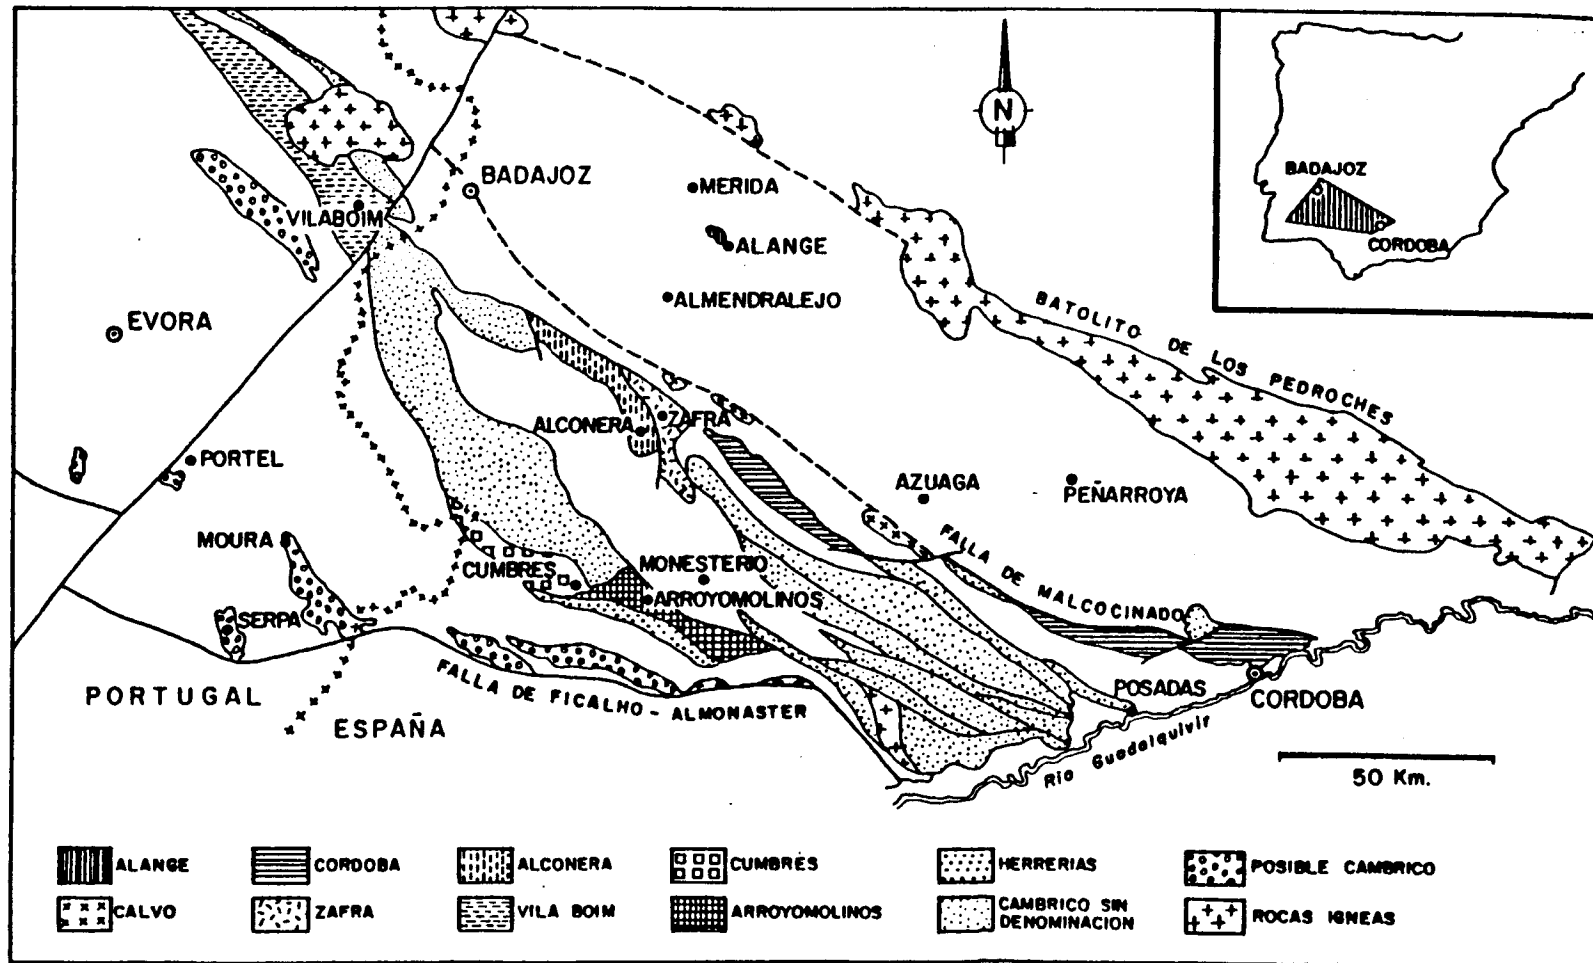 BADAJOZ
CORDOBA
N
BADAJOZ
MERIDA
VILABOIM
ALANGE
ALMENDRALEJO
EVORA
BATOLITO DE LOS PEDROCHES
ALCONERA
ZAFRA
PORTEL
AZUAGA
PEÑARROYA
MOURA
FALLA DE MALCOCINADO
CUMBRES
MONESTERIO
ARROYOMOLINOS
SERPA
PORTUGAL
ESPAÑA
FALLA DE FICALHO - ALMONASTER
POSADAS
CORDOBA
Rio Guadalquivir
50 Km.
ALANGE
CORDOBA
ALCONERA
CUMBRES
HERRERIAS
POSIBLE CAMBRICO
CALVO
ZAFRA
VILA BOIM
ARROYOMOLINOS
CAMBRICO SIN
DENOMINACION
ROCAS IGNEAS